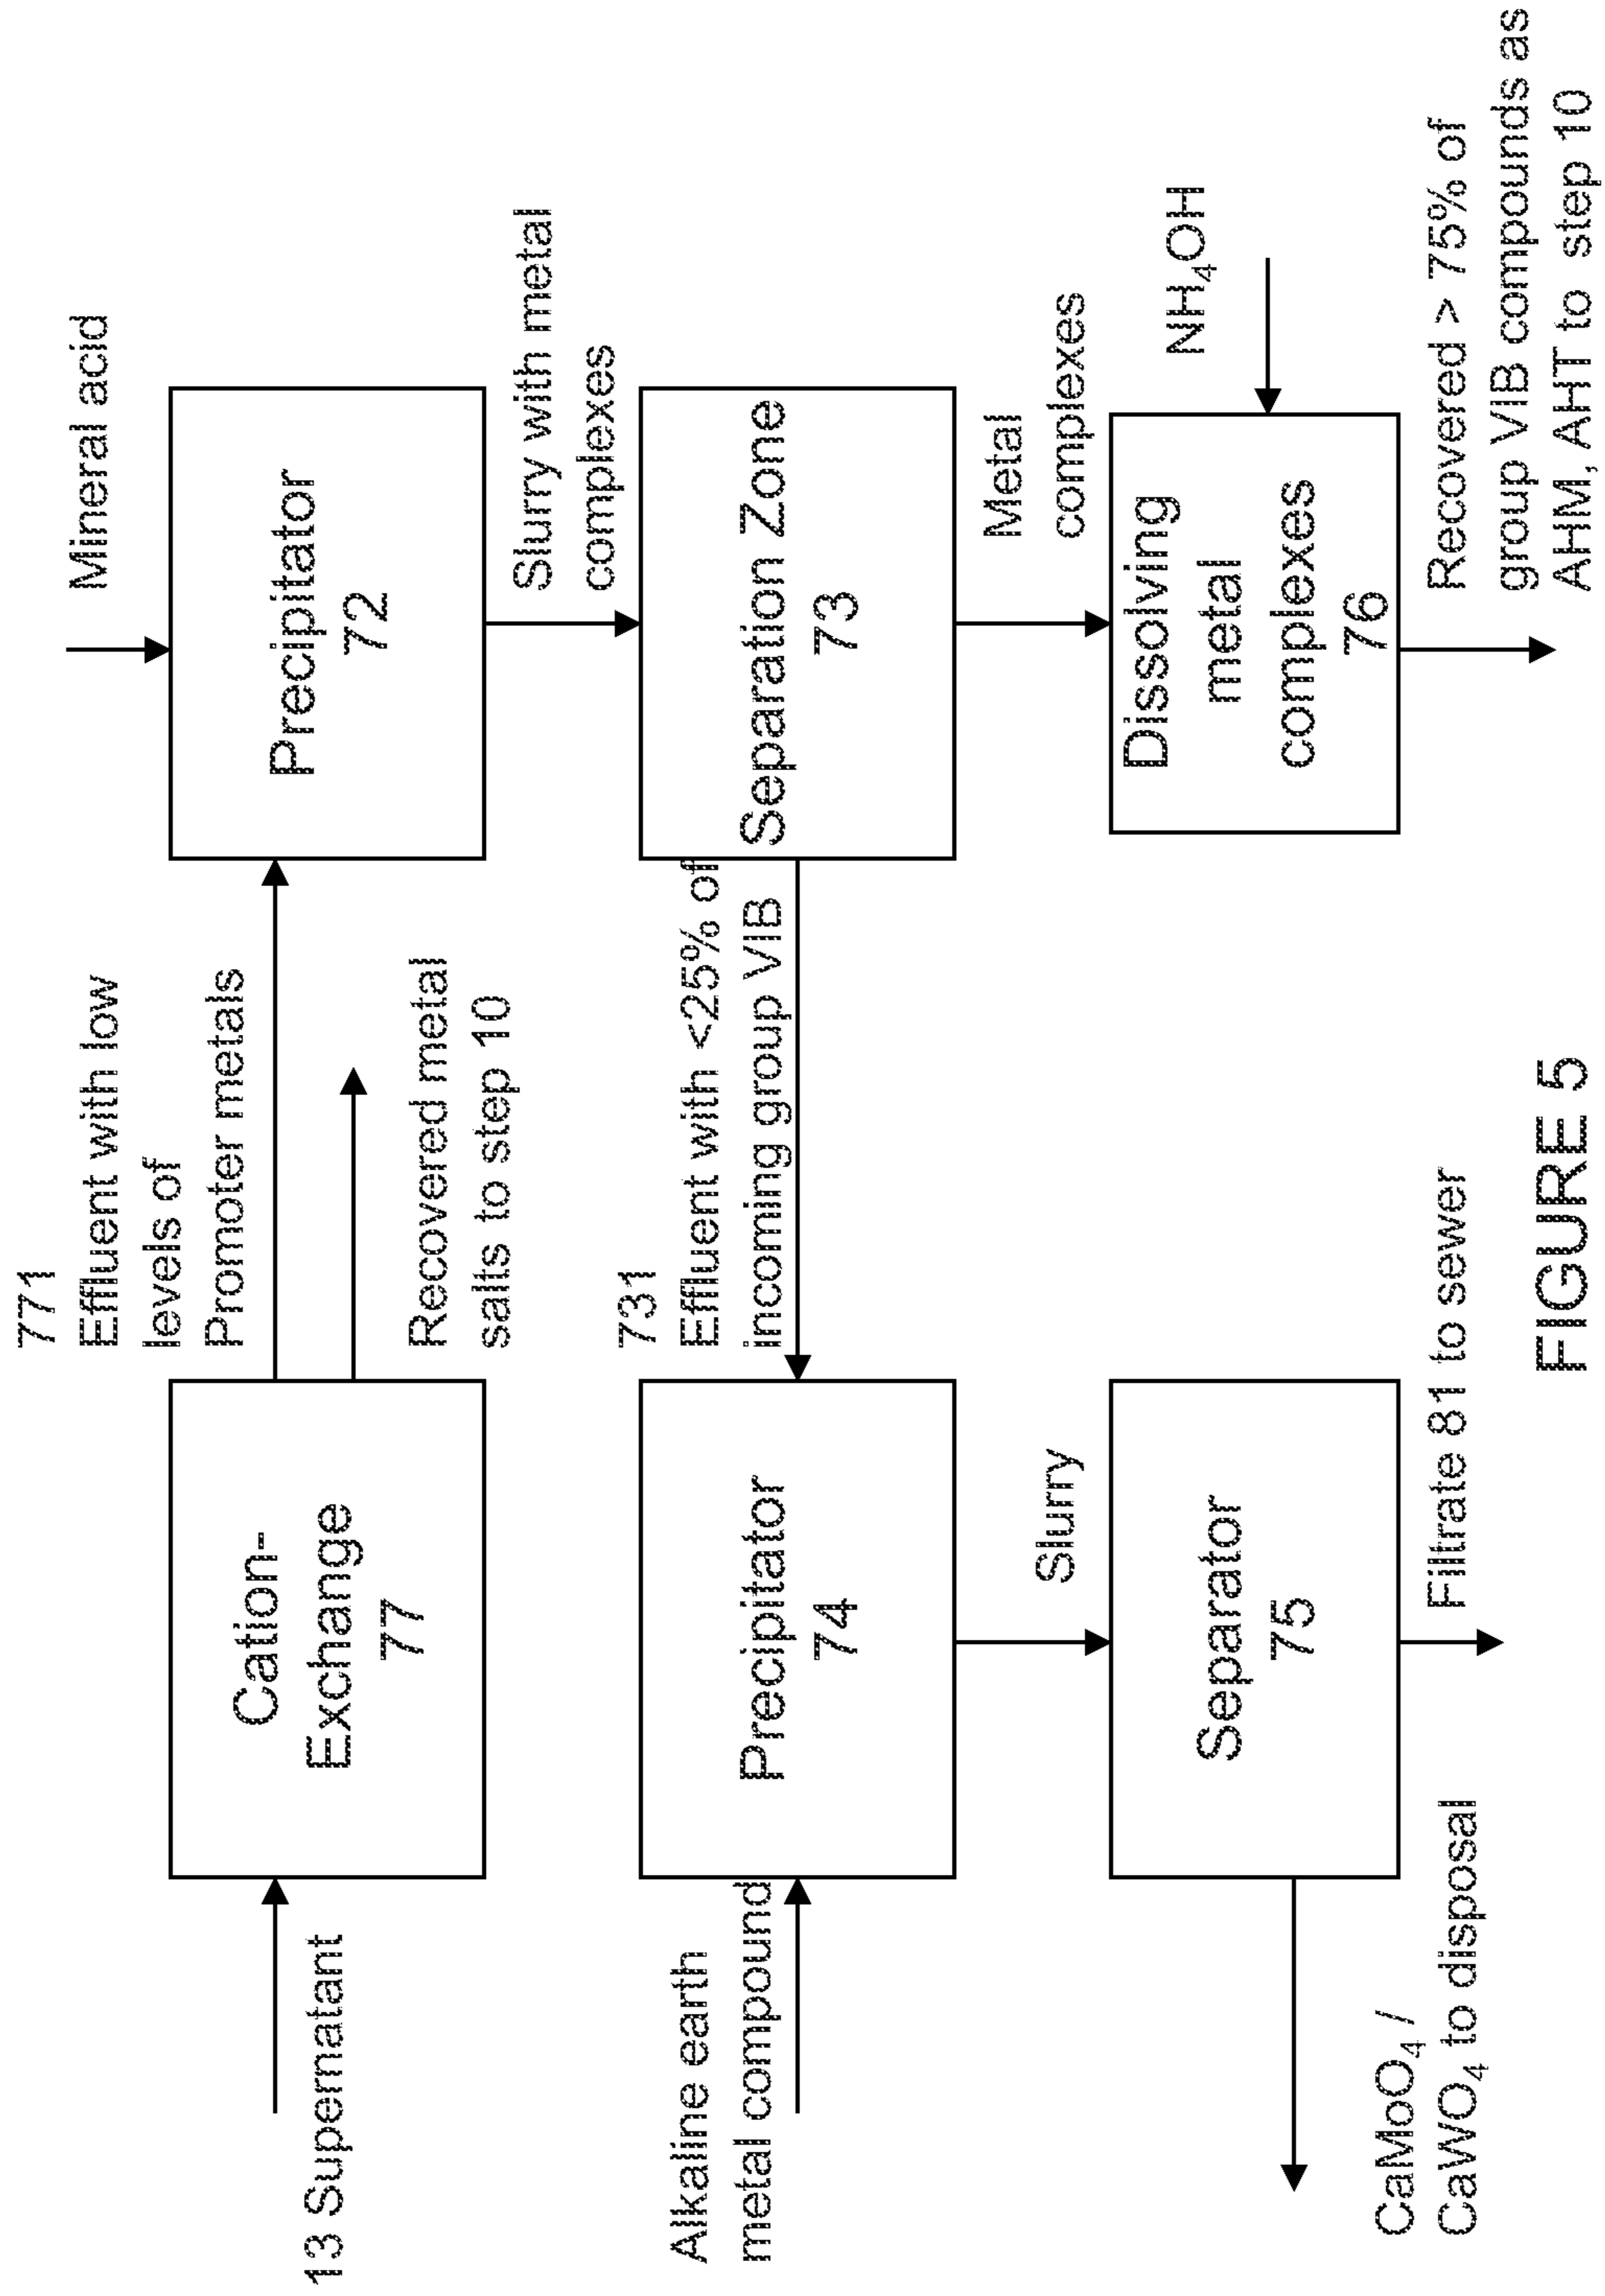 771
Effluent with low
levels of
Promoter metals
Mineral acid
13 Supernatant
Cation-
Exchange
77
Precipitator
72
Recovered metal
salts to step 10
Slurry with metal
complexes
731
Effluent with <25% of
incoming group VIB
Alkaline earth
metal compound
Precipitator
74
Separation Zone
73
Slurry
Metal
complexes
NH₄OH
Separator
75
Dissolving
metal
complexes
76
CaMoO₄ /
CaWO₄ to disposal
Filtrate 81 to sewer
Recovered > 75% of
group VIB compounds as
AHM, AHT to step 10
FIGURE 5